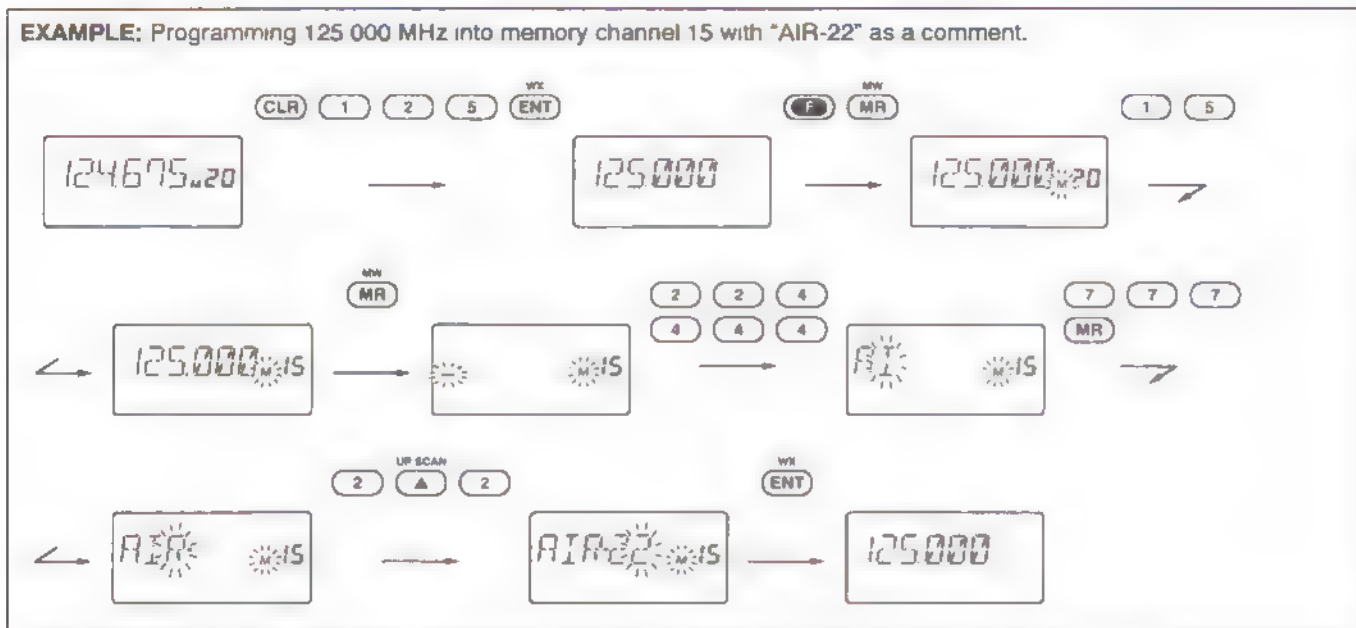 EXAMPLE: Programming 125 000 MHz into memory channel 15 with "AIR-22" as a comment.
WX
MW
CLR 1 2 5 ENT
F MR
1 5
124.675 M20
125.000
125.000 M20
MW
MR
2 2 4
4 4 4
7 7 7
MR
125.000 M15
- M15
AI M15
UP SCAN
WX
2 ▲ 2
ENT
AIR M15
AIR-22 M15
125.000